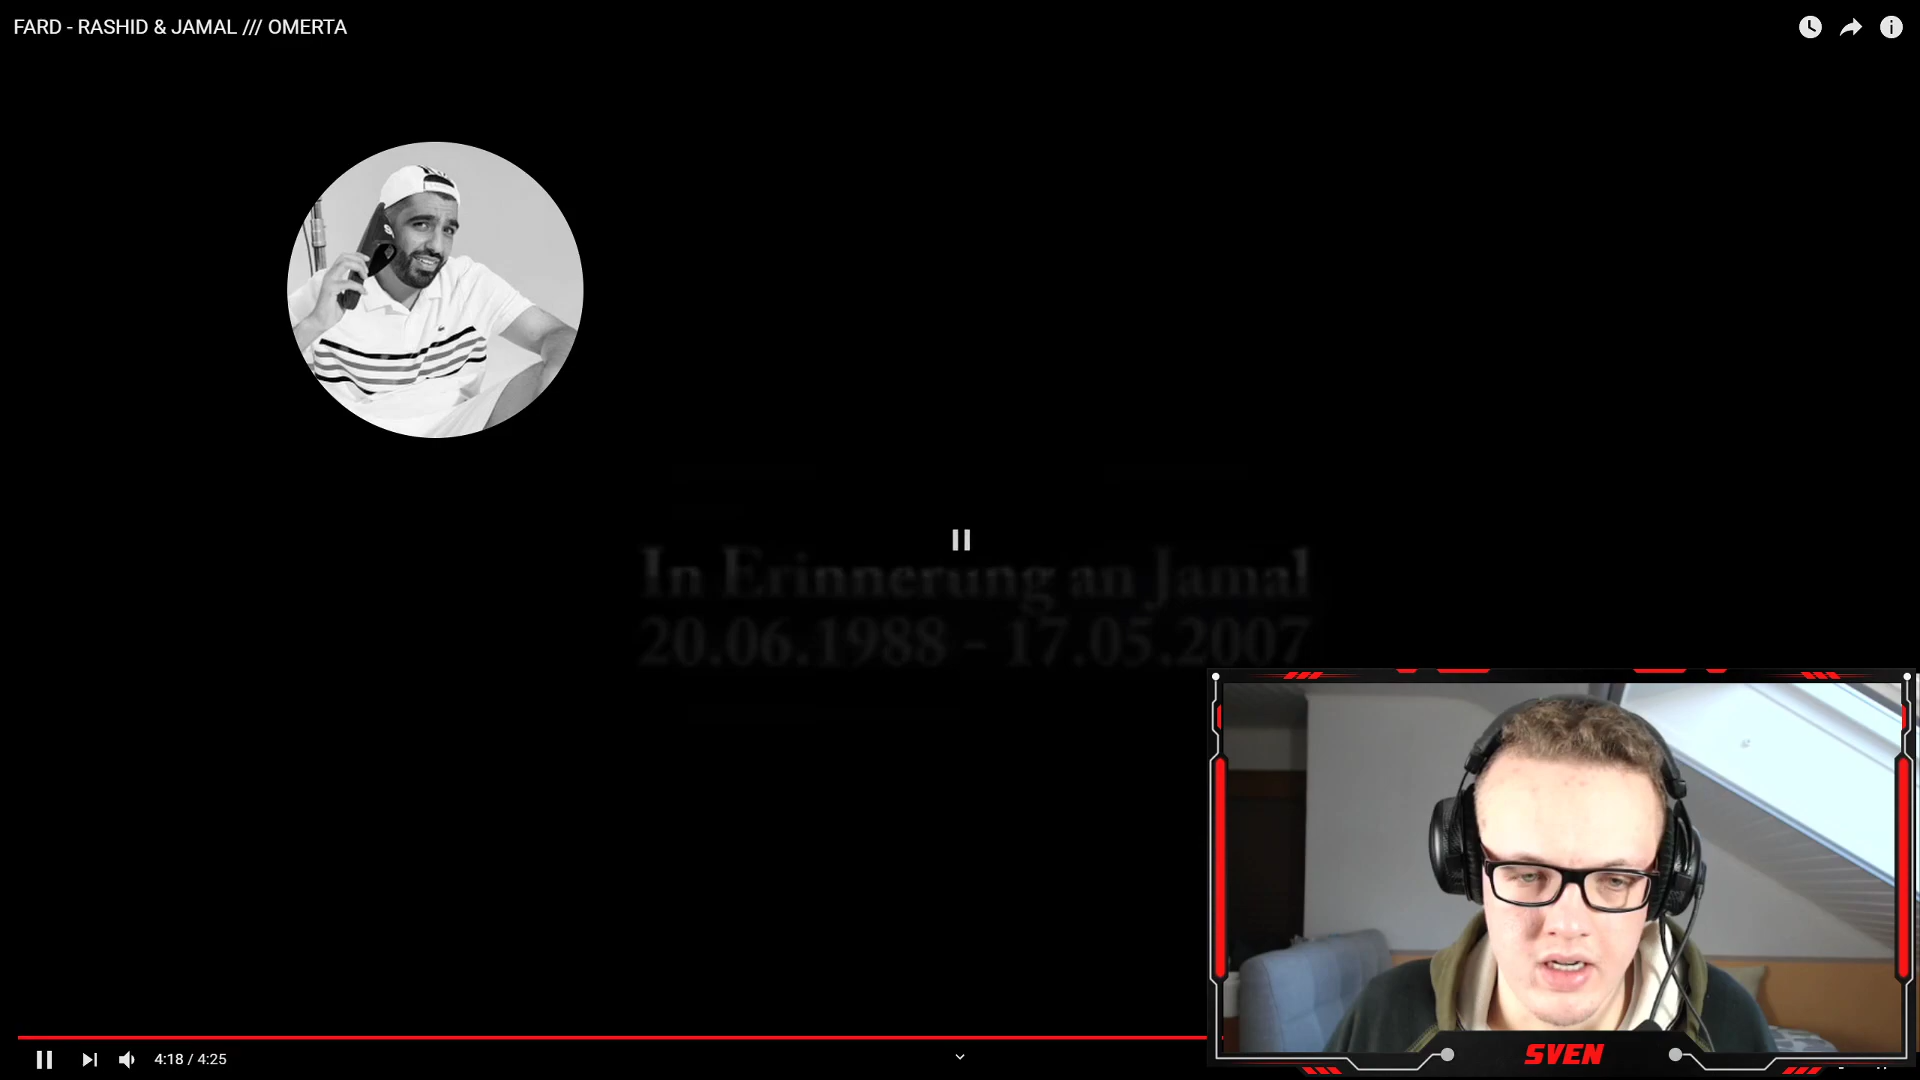 FARD - RASHID & JAMAL /// OMERTA
In Erinnerung an Jamal
20.06.1988 - 17.05.2007
4:18 / 4:25
SVEN